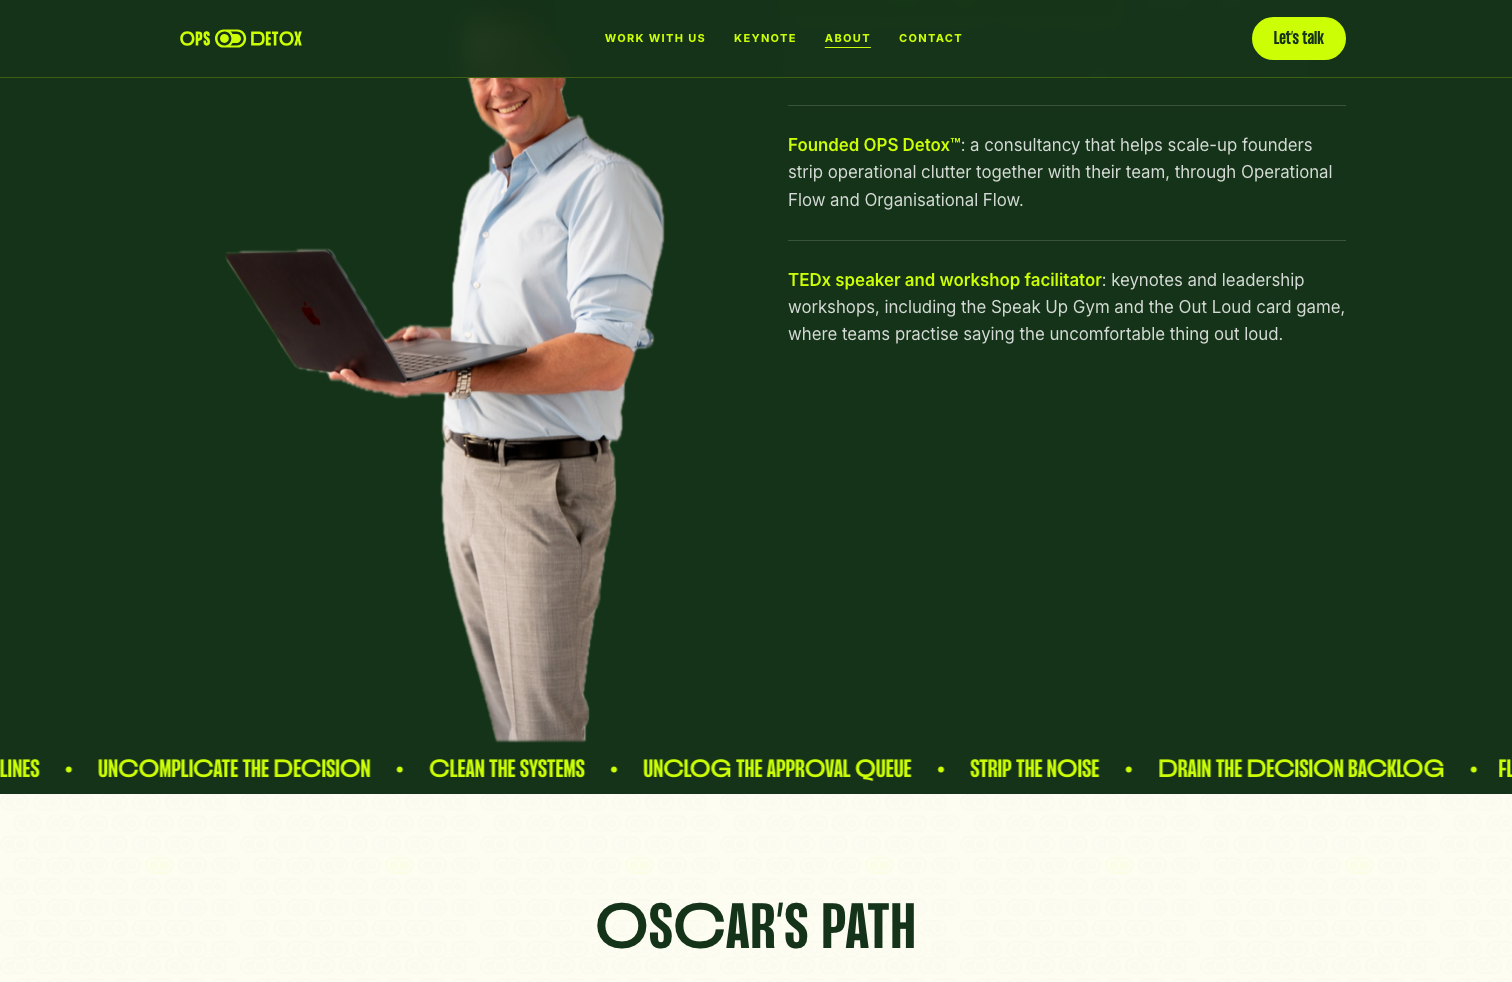 OPS DETOX
WORK WITH US KEYNOTE ABOUT CONTACT
Let's talk
Founded OPS Detox™: a consultancy that helps scale-up founders
strip operational clutter together with their team, through Operational
Flow and Organisational Flow.
TEDx speaker and workshop facilitator: keynotes and leadership
workshops, including the Speak Up Gym and the Out Loud card game,
where teams practise saying the uncomfortable thing out loud.
LINES • UNCOMPLICATE THE DECISION • CLEAN THE SYSTEMS • UNCLOG THE APPROVAL QUEUE • STRIP THE NOISE • DRAIN THE DECISION BACKLOG • FL
OSCAR'S PATH